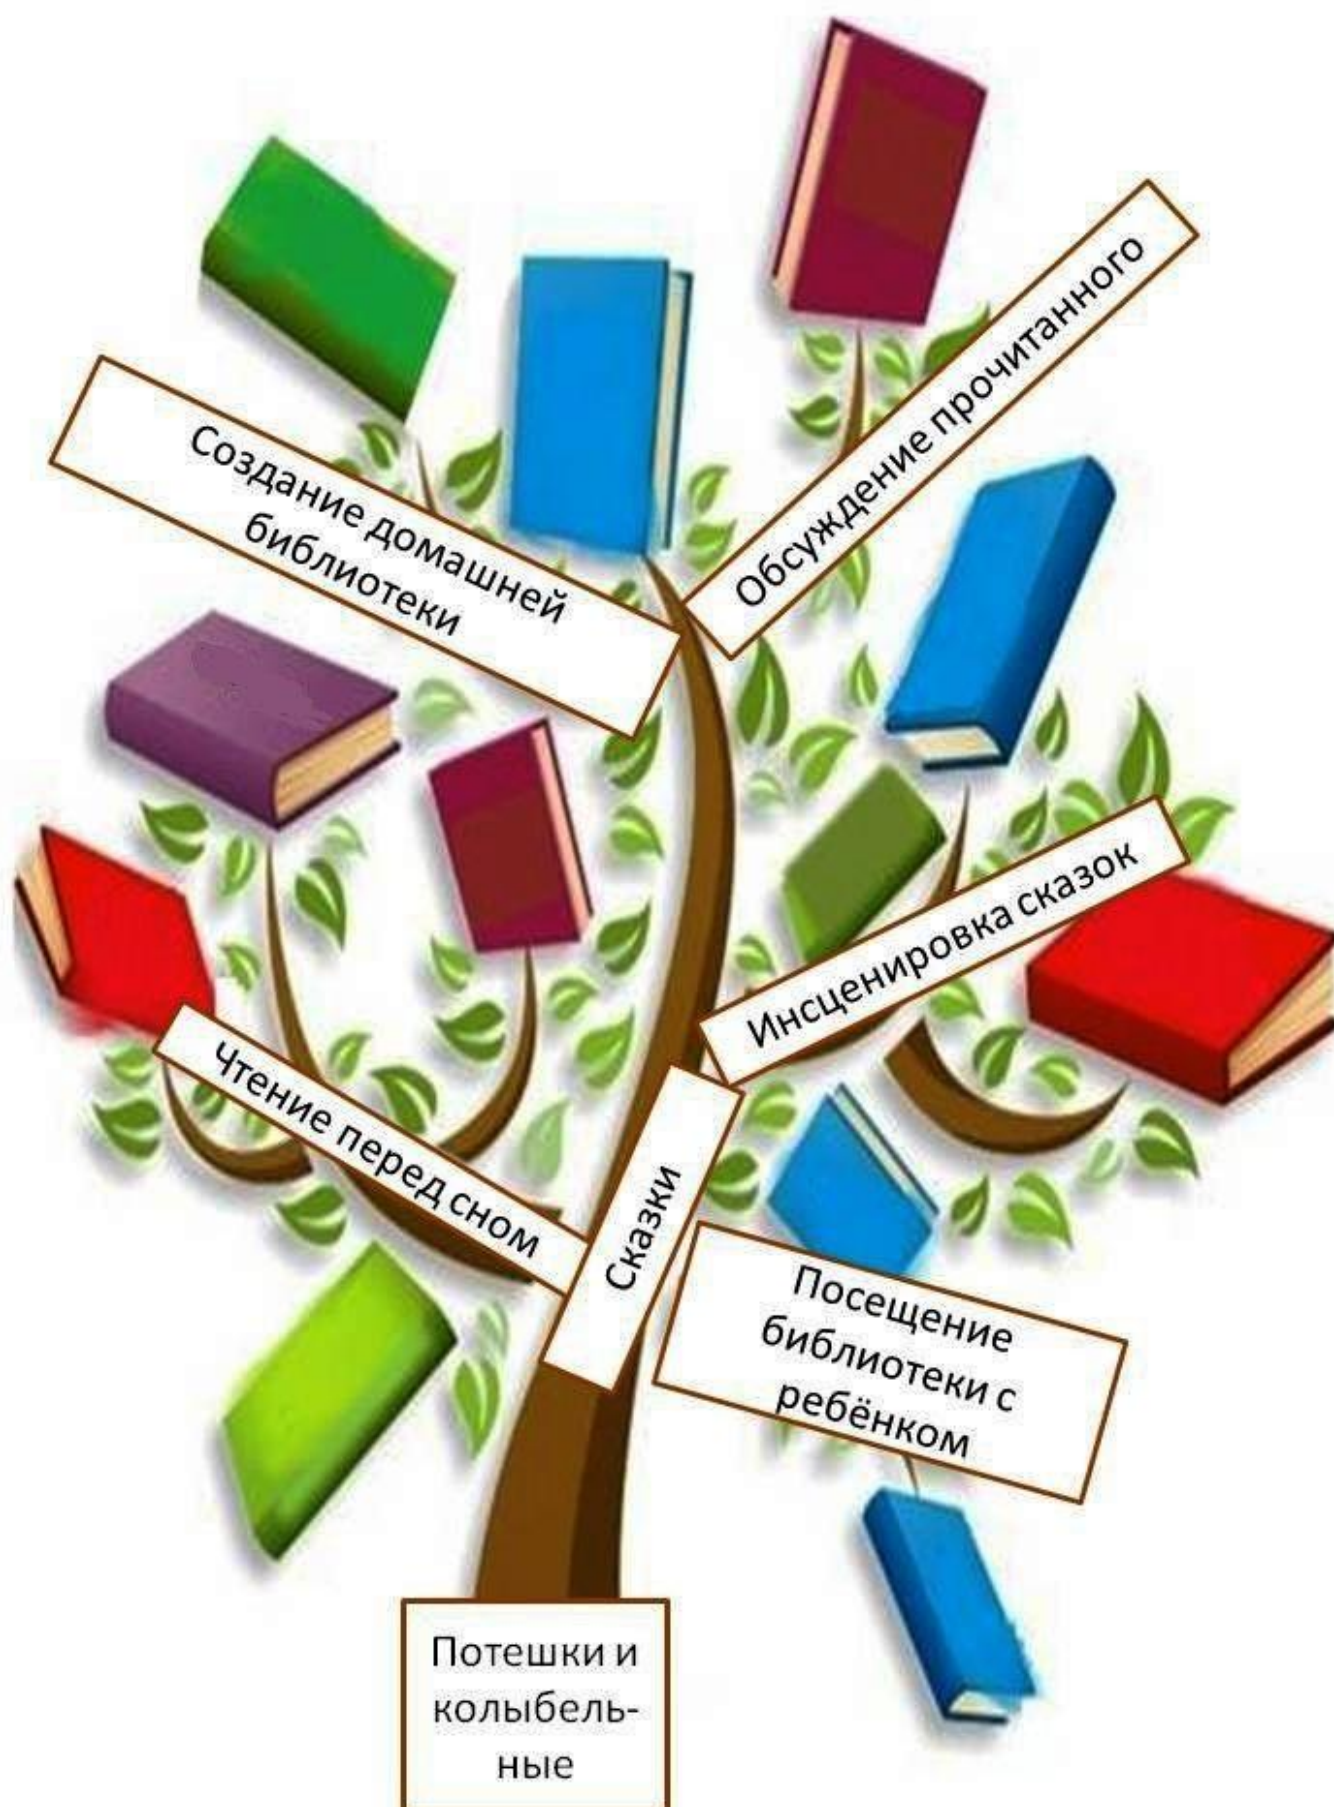 Создание домашней
библиотеки
Обсуждение прочитанного
Инсценировка сказок
Чтение перед сном
Сказки
Посещение
библиотеки с
ребёнком
Потешки и
колыбель-
ные